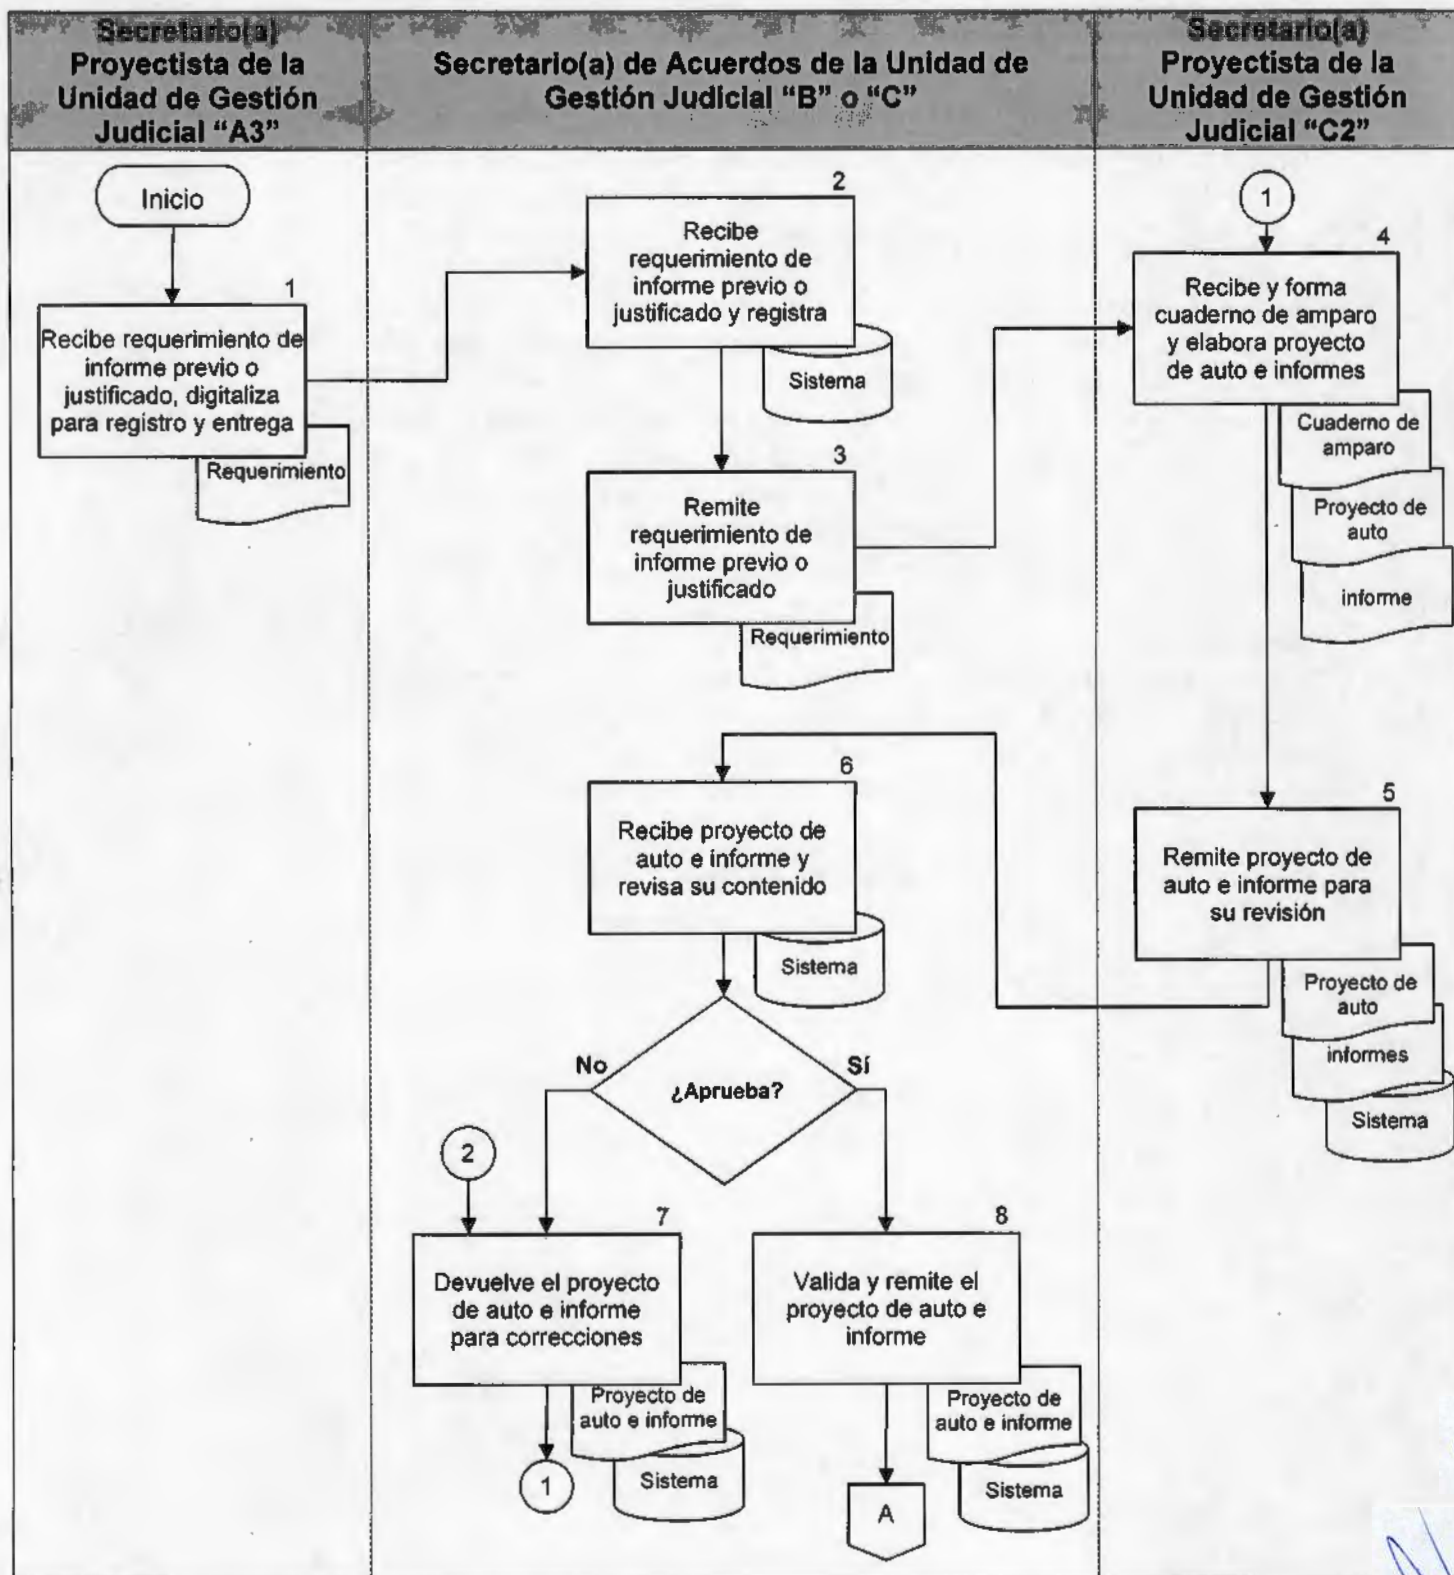 Secretario(a)
Proyectista de la
Unidad de Gestión
Judicial “A3”
Secretario(a) de Acuerdos de la Unidad de
Gestión Judicial “B” o “C”
Secretario(a)
Proyectista de la
Unidad de Gestión
Judicial “C2”
Inicio
1
Recibe requerimiento de
informe previo o
justificado, digitaliza
para registro y entrega
Requerimiento
2
Recibe
requerimiento de
informe previo o
justificado y registra
Sistema
3
Remite
requerimiento de
informe previo o
justificado
Requerimiento
1
4
Recibe y forma
cuaderno de amparo
y elabora proyecto
de auto e informes
Cuaderno de
amparo
Proyecto de
auto
informe
5
Remite proyecto de
auto e informe para
su revisión
Proyecto de
auto
informes
Sistema
6
Recibe proyecto de
auto e informe y
revisa su contenido
Sistema
¿Aprueba?
No
Sí
2
7
Devuelve el proyecto
de auto e informe
para correcciones
Proyecto de
auto e informe
Sistema
1
8
Valida y remite el
proyecto de auto e
informe
Proyecto de
auto e informe
Sistema
A